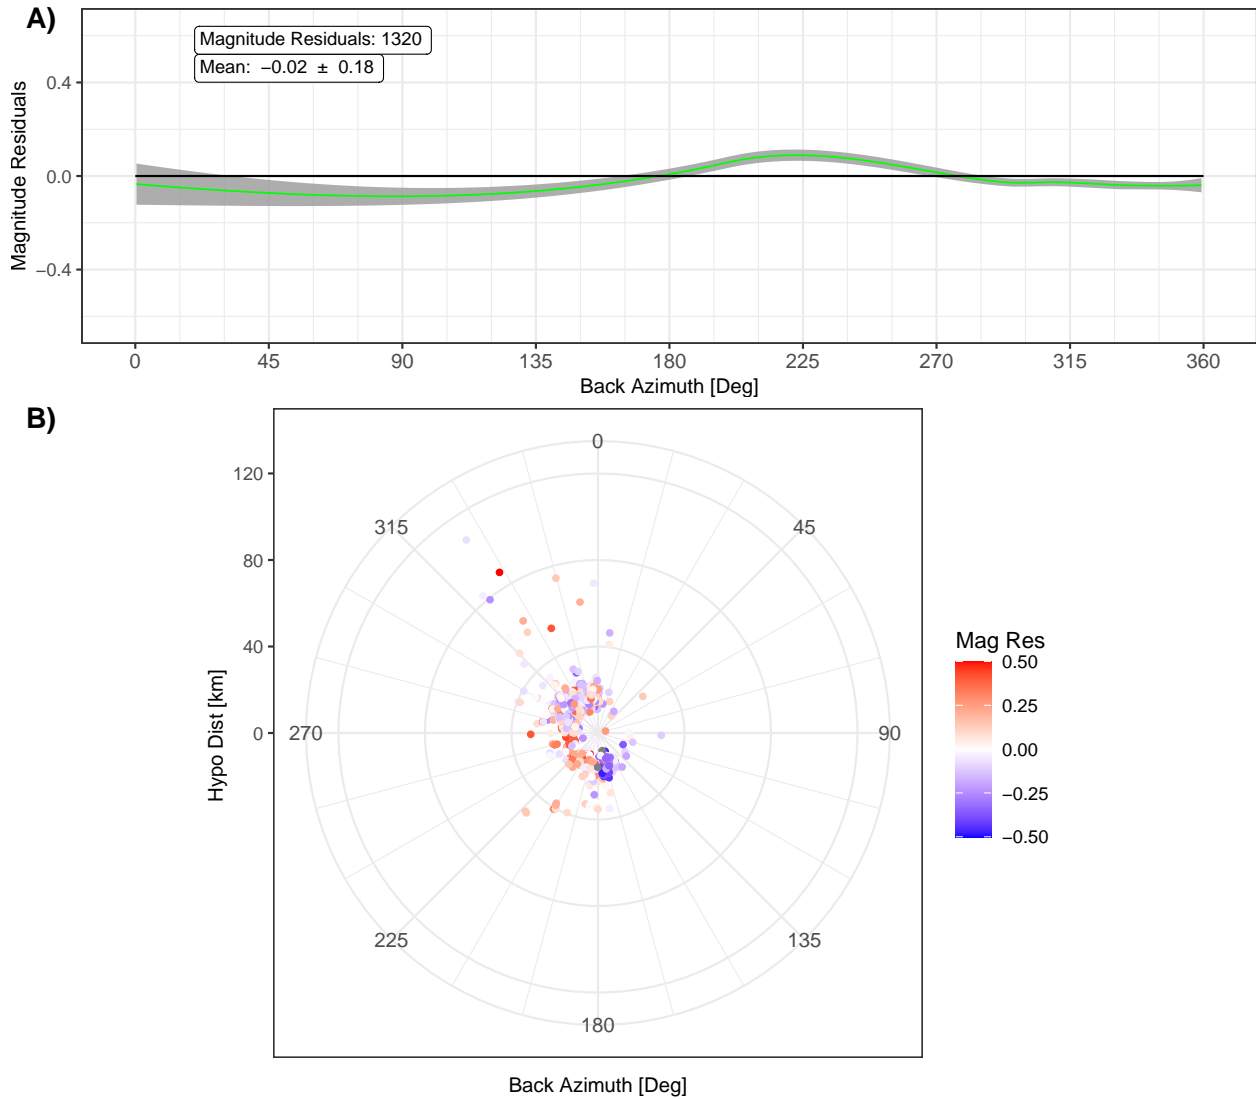 A)
Magnitude Residuals: 1320
Mean: −0.02 ± 0.18
Magnitude Residuals
0.4
0.0
−0.4
0 45 90 135 180 225 270 315 360
Back Azimuth [Deg]
B)
Hypo Dist [km]
120
80
40
0
0
45
90
135
180
225
270
315
Back Azimuth [Deg]
Mag Res
0.50
0.25
0.00
−0.25
−0.50